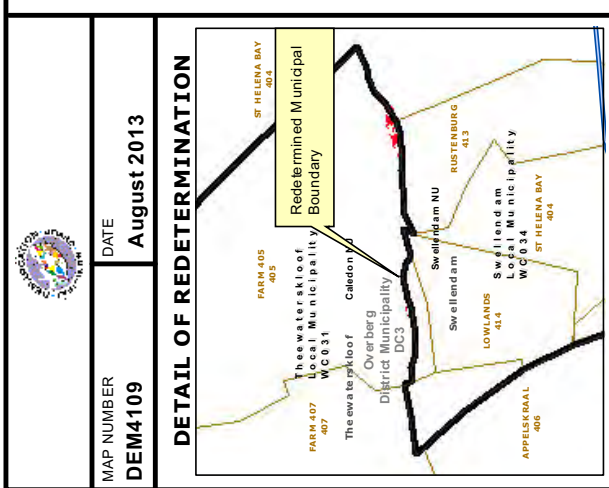 MAP NUMBER
DEM4109
DATE
August 2013
DETAIL OF REDETERMINATION
ST HELENA BAY
404
FARM 405
405
Redetermined Municipal
Boundary
Theewaterskloof
Local Municipality
WC031
Caledon
FARM 407
407
Theewaterskloof
Overberg
District Municipality
DC3
RUSTENBURG
413
Swellendam NU
Swellendam
Local Municipality
WC034
Swellendam
ST HELENA BAY
404
LOWLANDS
414
APPELSKRAAL
406